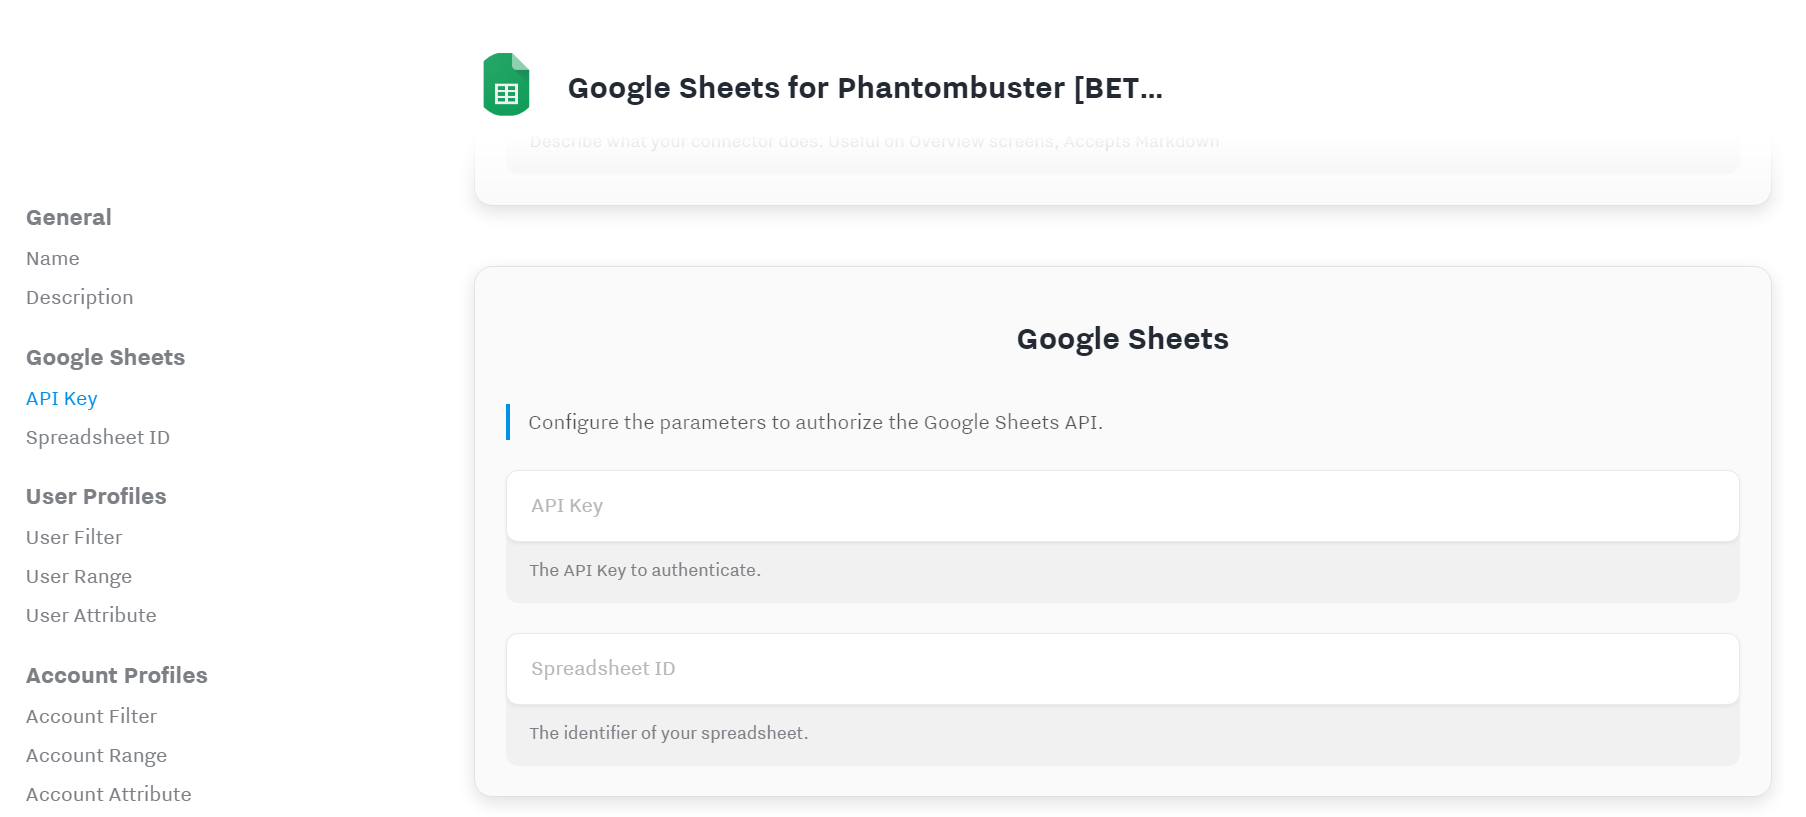 Google Sheets for Phantombuster [BET...
Describe what your connector does. Useful on Overview screens, Accepts Markdown
General
Name
Description
Google Sheets
API Key
Spreadsheet ID
User Profiles
User Filter
User Range
User Attribute
Account Profiles
Account Filter
Account Range
Account Attribute
Google Sheets
Configure the parameters to authorize the Google Sheets API.
API Key
The API Key to authenticate.
Spreadsheet ID
The identifier of your spreadsheet.